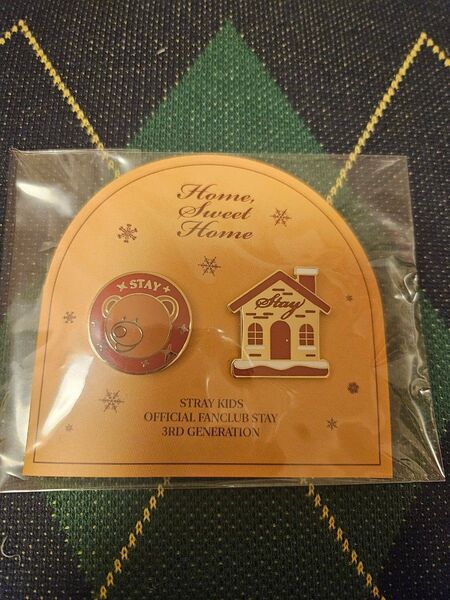 Home,
Sweet
Home
STAY
Stay
STRAY KIDS
OFFICIAL FANCLUB STAY
3RD GENERATION